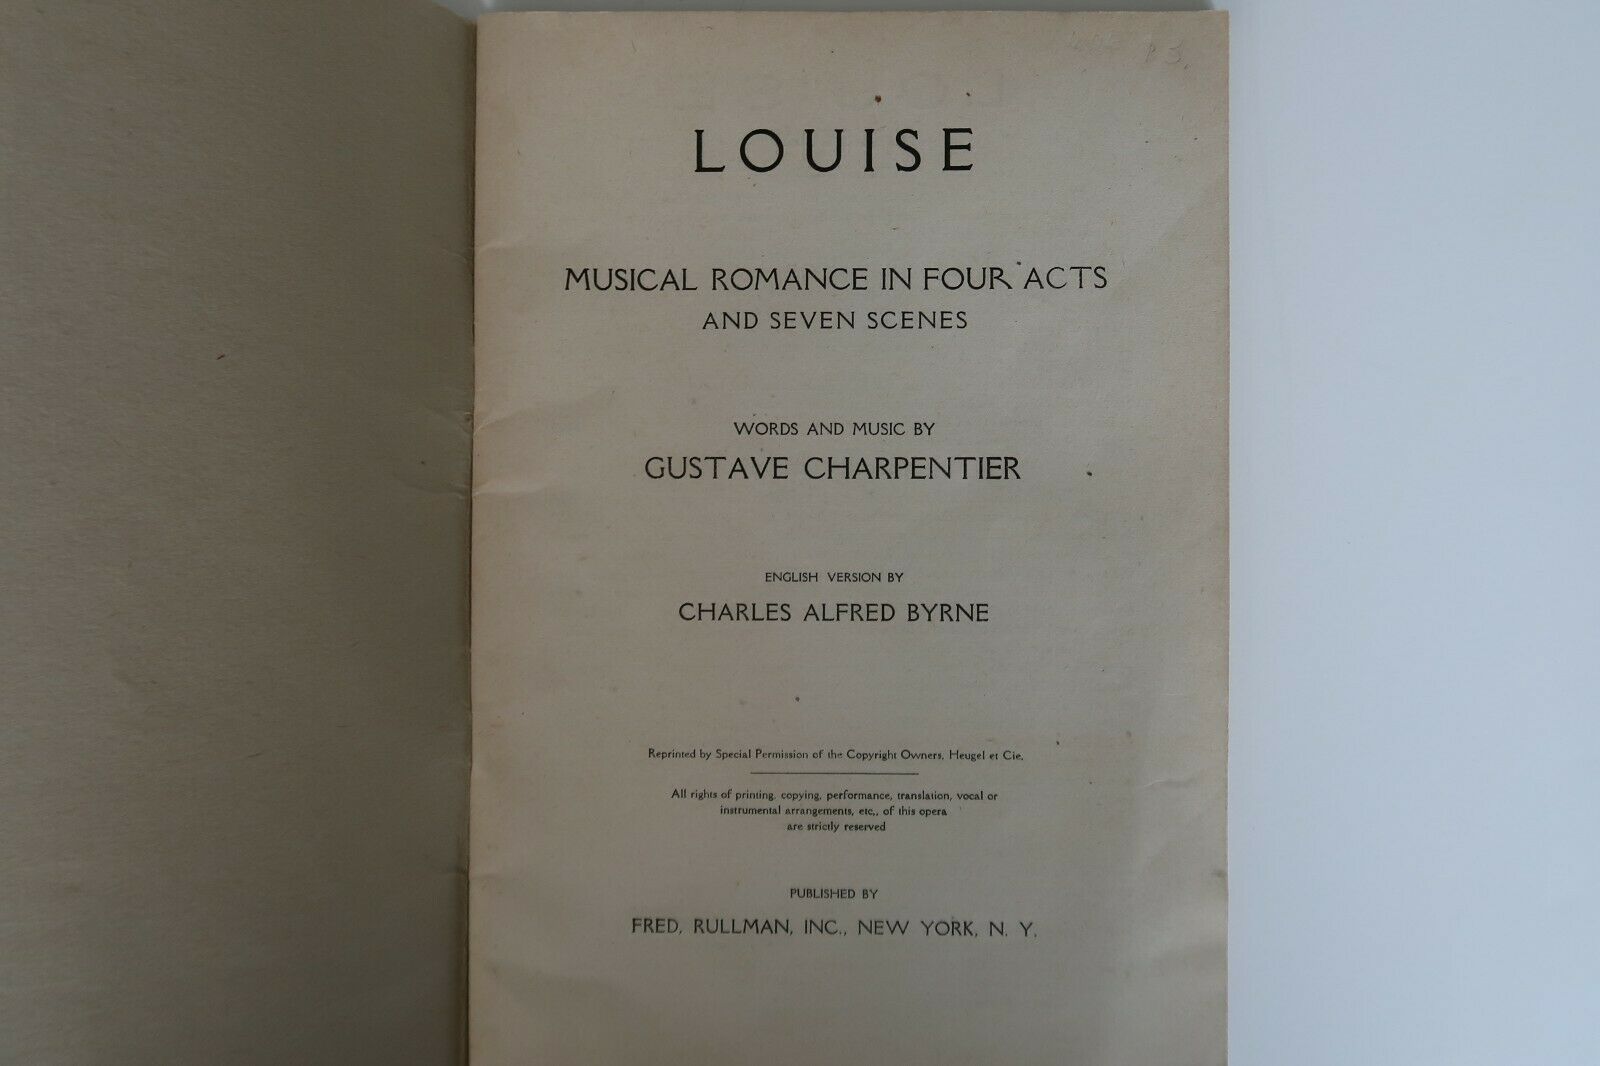 LOUISE
MUSICAL ROMANCE IN FOUR ACTS
AND SEVEN SCENES
WORDS AND MUSIC BY
GUSTAVE CHARPENTIER
ENGLISH VERSION BY
CHARLES ALFRED BYRNE
Reprinted by Special Permission of the Copyright Owners, Heugel et Cie.
All rights of printing, copying, performance, translation, vocal or
instrumental arrangements, etc., of this opera
are strictly reserved
PUBLISHED BY
FRED. RULLMAN, INC., NEW YORK, N. Y.